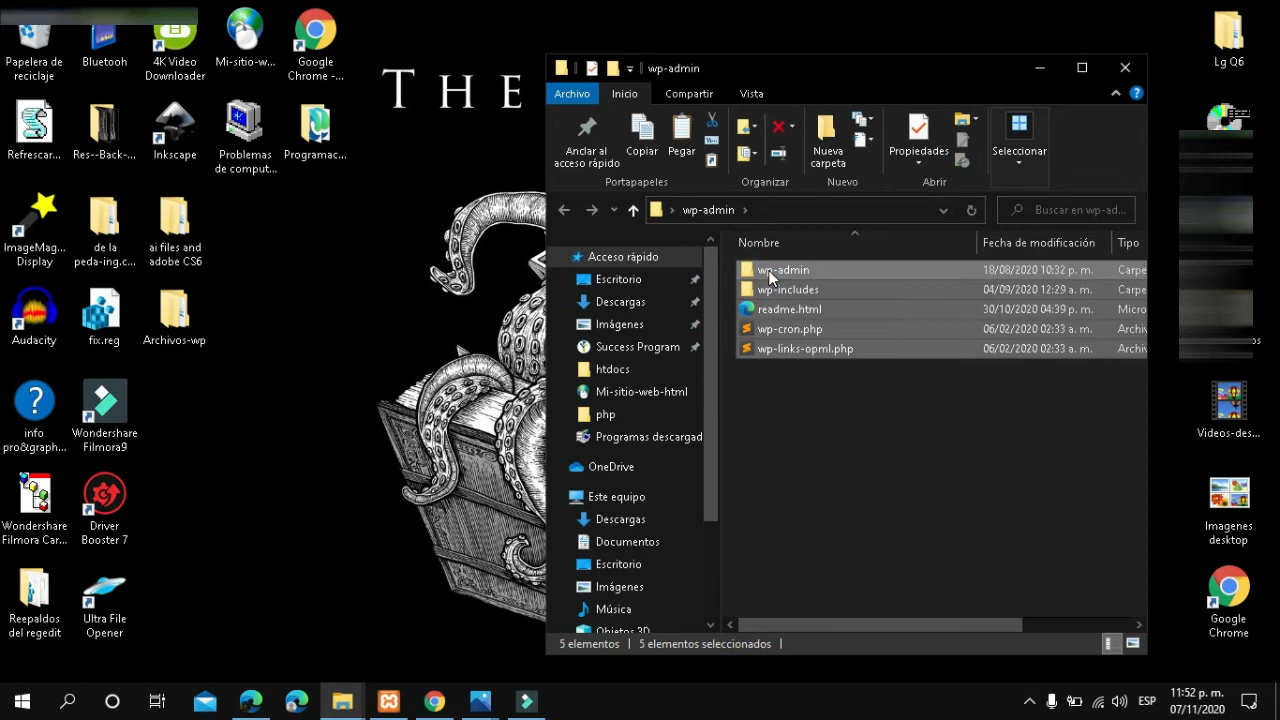 Papelera de
reciclaje
Bluetooh
4K Video
Downloader
Mi-sitio-w...
Google
Chrome -...
Refrescar...
Res--Back-...
Inkscape
Problemas
de comput...
Programac...
ImageMag...
Display
de la
peda-ing.c...
ai files and
adobe CS6
Audacity
fix.reg
Archivos-wp
info
pro&graph...
Wondershare
Filmora9
Wondershare
Filmora Car...
Driver
Booster 7
Reepaldos
del regedit
Ultra File
Opener
THE
wp-admin
Archivo
Inicio
Compartir
Vista
Anclar al
acceso rápido
Copiar
Pegar
Nueva
carpeta
Propiedades
Seleccionar
Portapapeles
Organizar
Nuevo
Abrir
wp-admin
Buscar en wp-ad...
Acceso rápido
Escritorio
Descargas
Imágenes
Success Program
htdocs
Mi-sitio-web-html
php
Programas descargad
OneDrive
Este equipo
Descargas
Documentos
Escritorio
Imágenes
Música
Objetos 3D
Nombre Fecha de modificación Tipo
wp-admin 18/08/2020 10:32 p. m. Carpe
wp-includes 04/09/2020 12:29 a. m. Carpe
readme.html 30/10/2020 04:39 p. m. Micro
wp-cron.php 06/02/2020 02:33 a. m. Archiv
wp-links-opml.php 06/02/2020 02:33 a. m. Archiv
5 elementos 5 elementos seleccionados
Lg Q6
os
Videos-des...
Imagenes
desktop
Google
Chrome
ESP
11:52 p. m.
07/11/2020